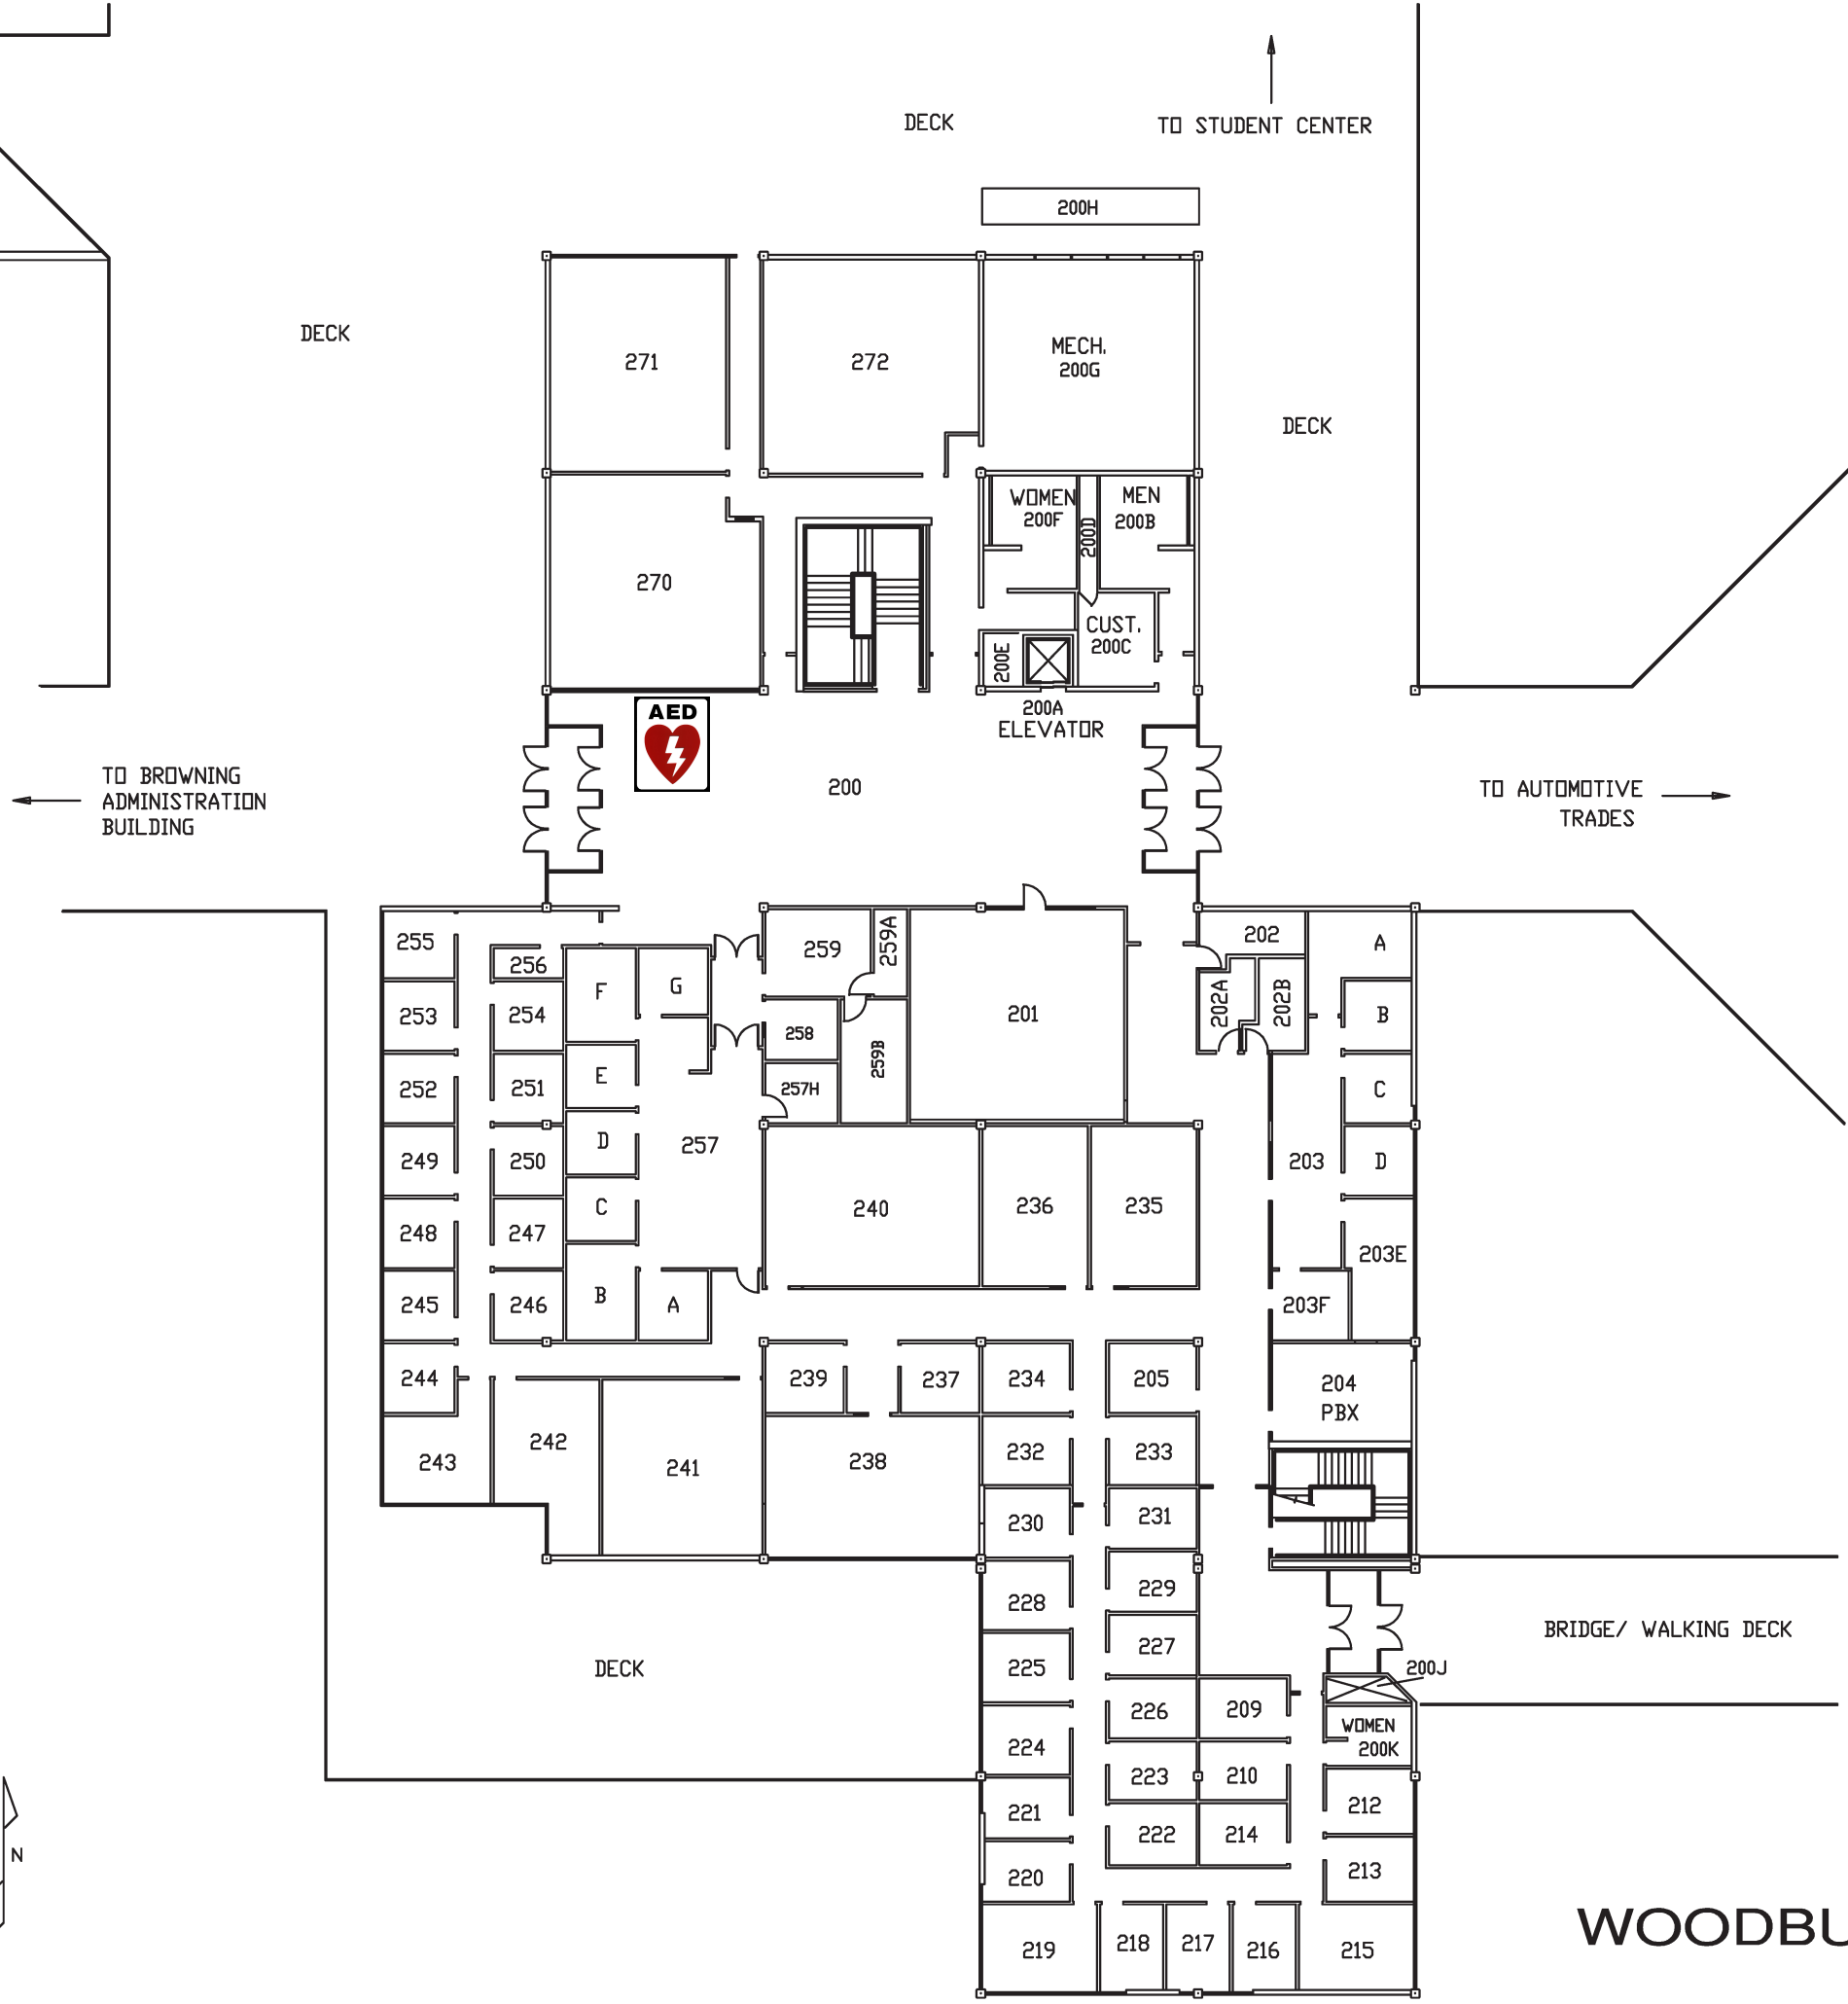 DECK
TO STUDENT CENTER
200H
DECK
271
272
MECH.
200G
DECK
WOMEN
200F
200D
MEN
200B
270
CUST.
200C
200E
200A
ELEVATOR
AED
200
TO BROWNING
ADMINISTRATION
BUILDING
TO AUTOMOTIVE
TRADES
255
256
F
G
259
259A
201
202
202A
202B
A
B
253
254
258
259B
257H
252
251
E
C
249
250
D
257
203
D
240
236
235
248
247
C
203E
245
246
B
A
203F
244
239
237
234
205
204
PBX
243
242
241
238
232
233
230
231
228
229
BRIDGE/ WALKING DECK
DECK
225
227
200J
226
209
WOMEN
200K
224
223
210
221
212
222
214
220
213
N
219
218
217
216
215
WOODBU